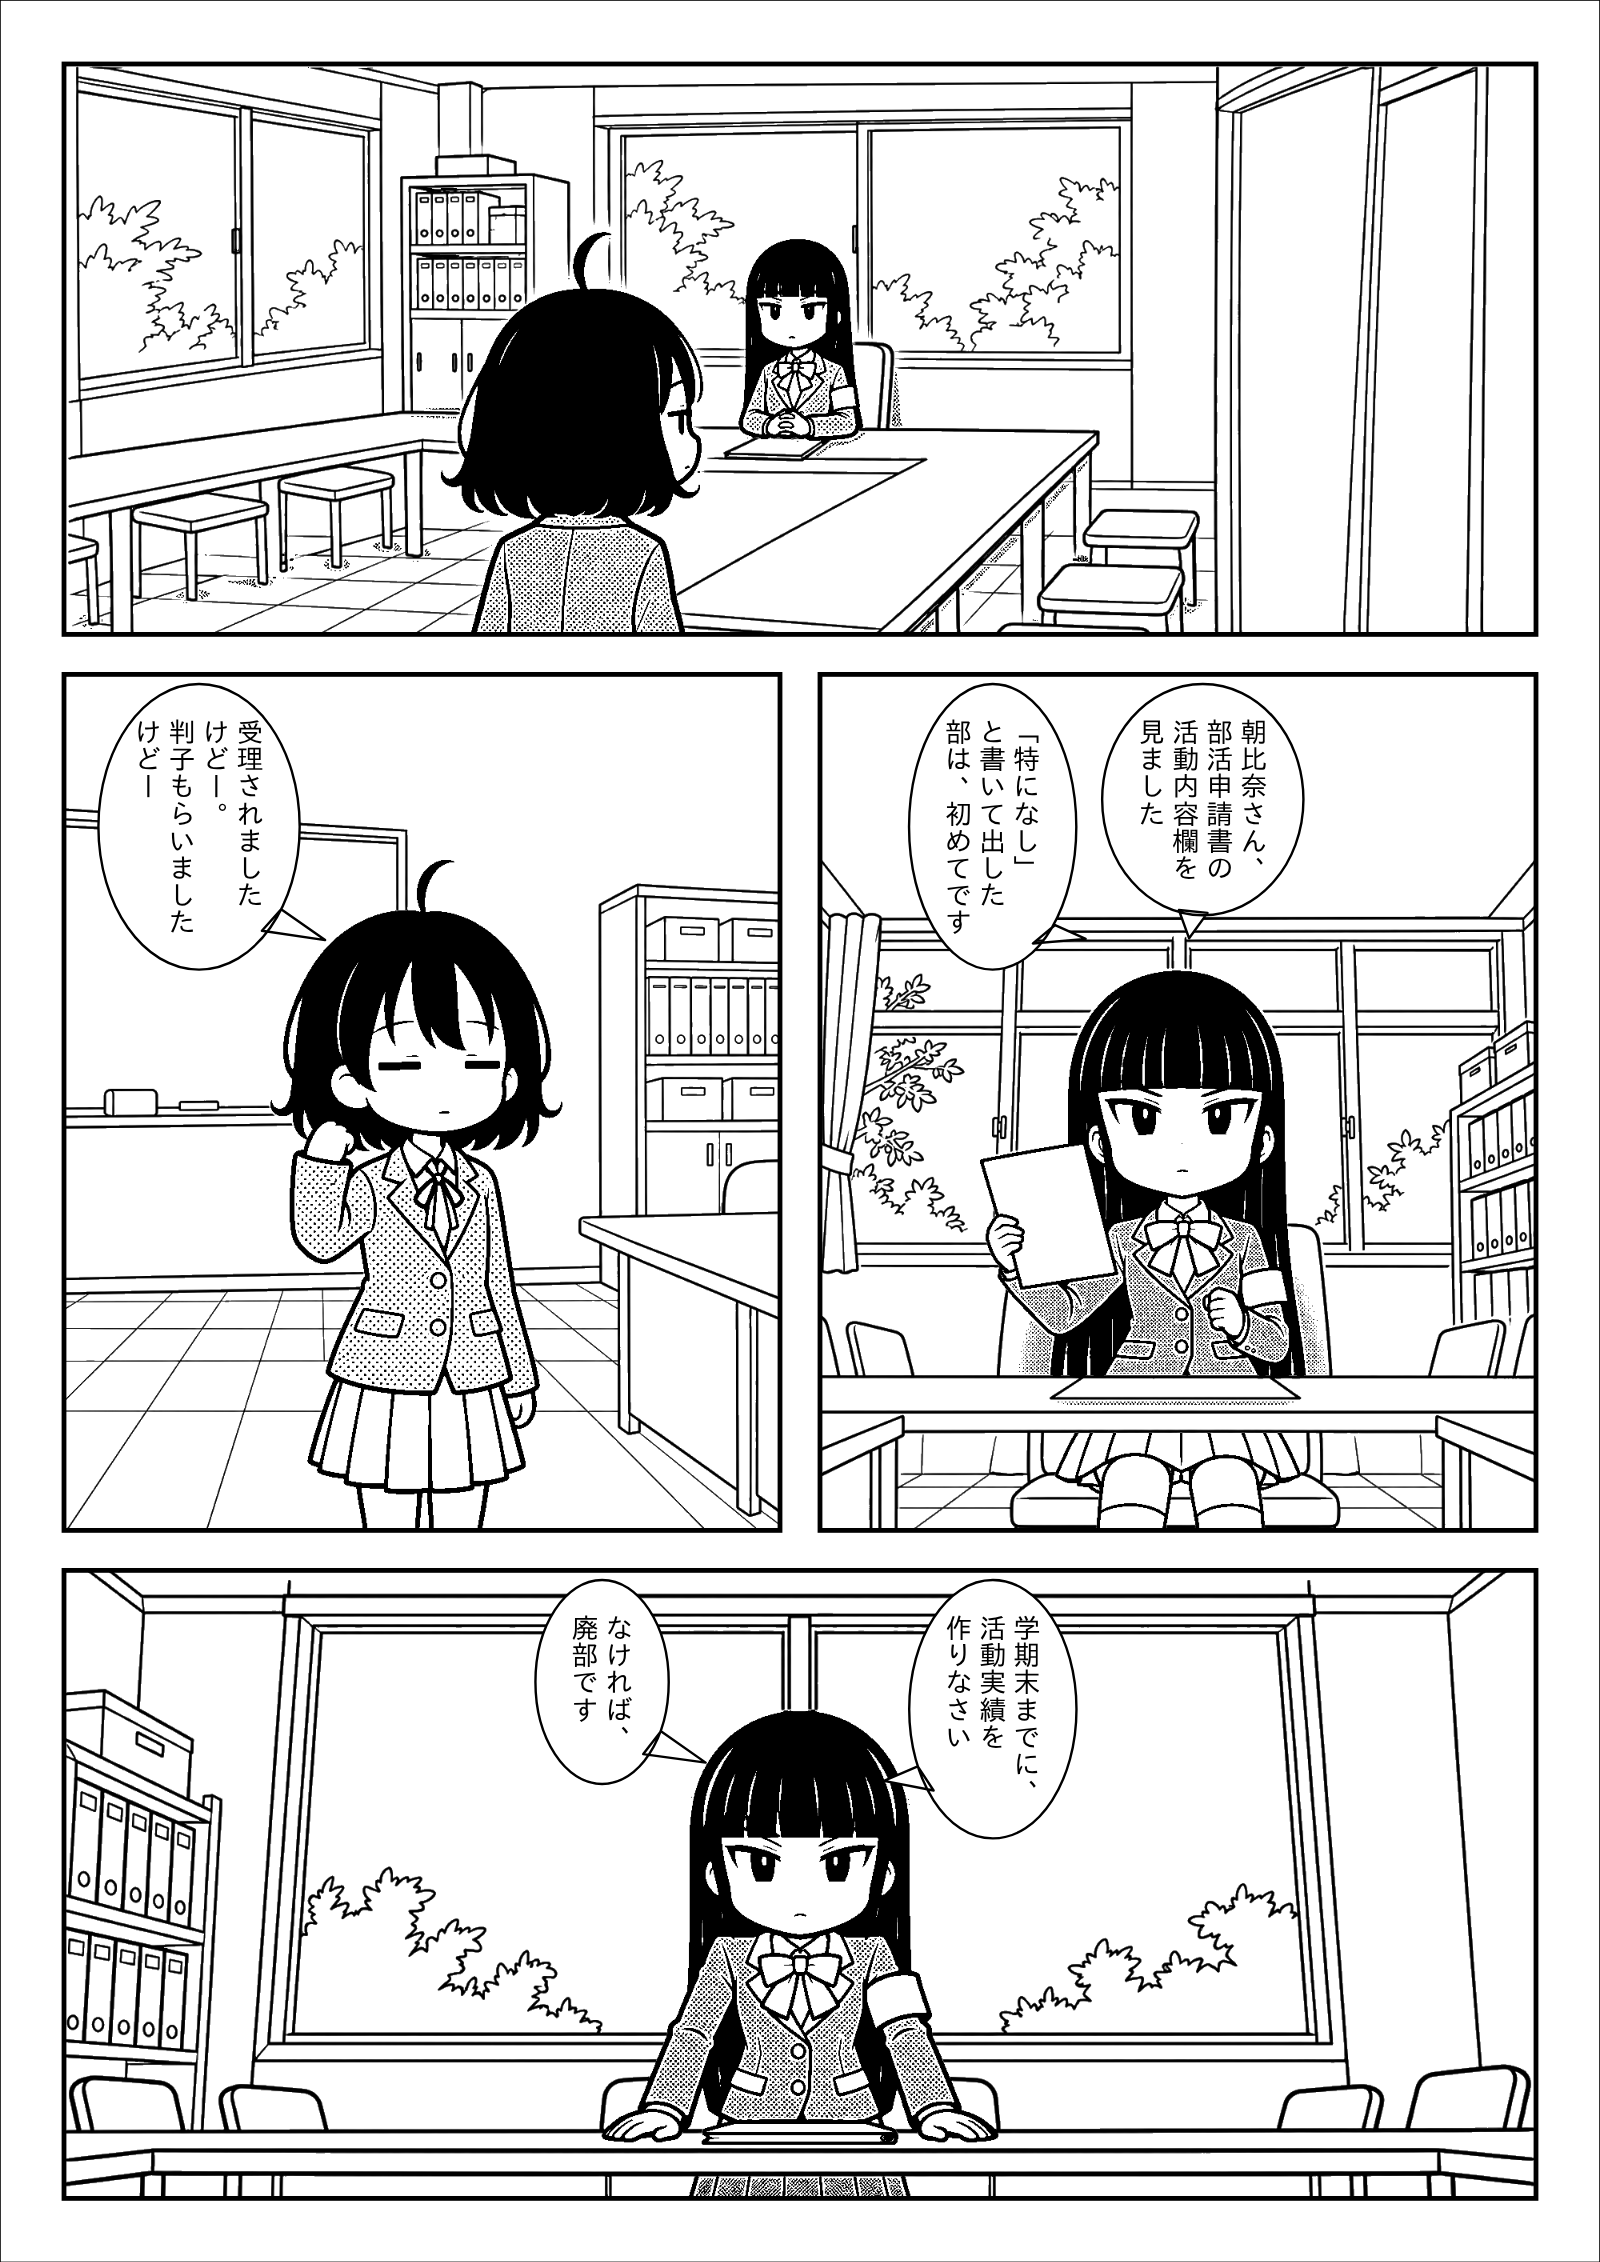 朝比奈さん、
部活申請書の
活動内容欄を
見ました
「特になし」
と書いて出した
部は、初めてです
受理されました
けどー。
判子もらいました
けどー
学期末までに、
活動実績を
作りなさい
なければ、
廃部です